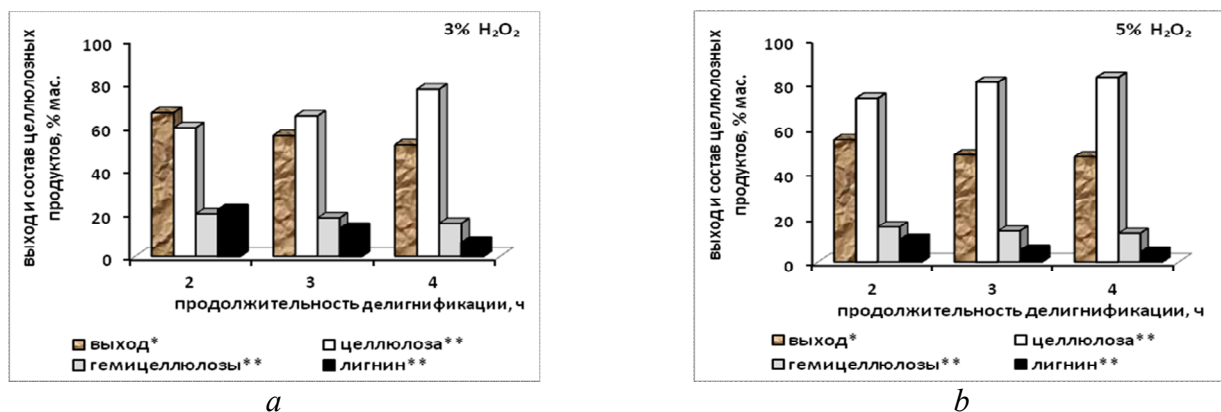 3% H₂O₂
выход и состав целлюлозных
продуктов, % мас.
100
80
60
40
20
0
2 3 4
продолжительность делигнификации, ч
выход* целлюлоза**
гемицеллюлозы** лигнин**
a
5% H₂O₂
выход и состав целлюлозных
продуктов, % мас.
100
80
60
40
20
0
2 3 4
продолжительность делигнификации, ч
выход* целлюлоза**
гемицеллюлозы** лигнин**
b